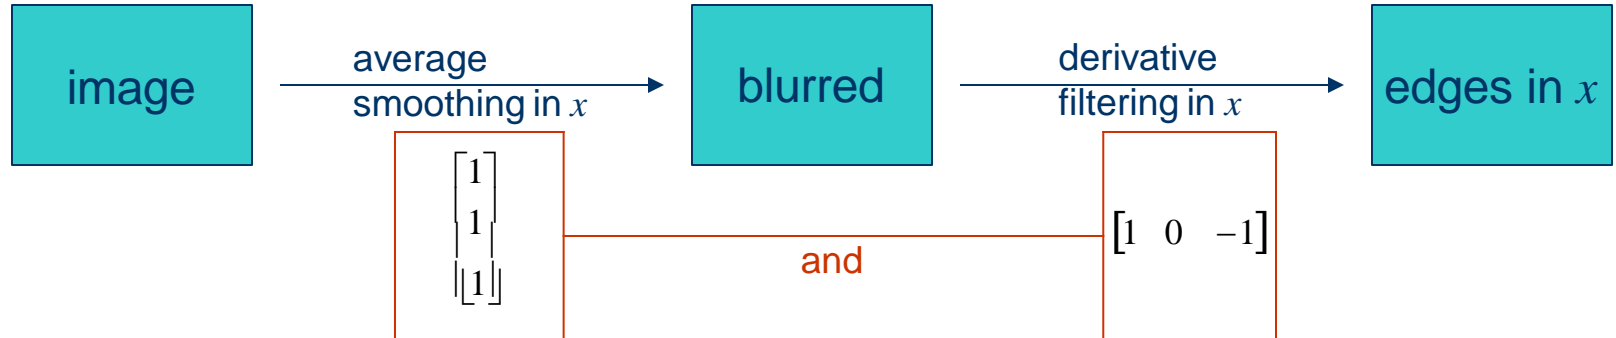 image
average
smoothing in x
blurred
derivative
filtering in x
edges in x
[1
1
1]
and
[1 0 −1]